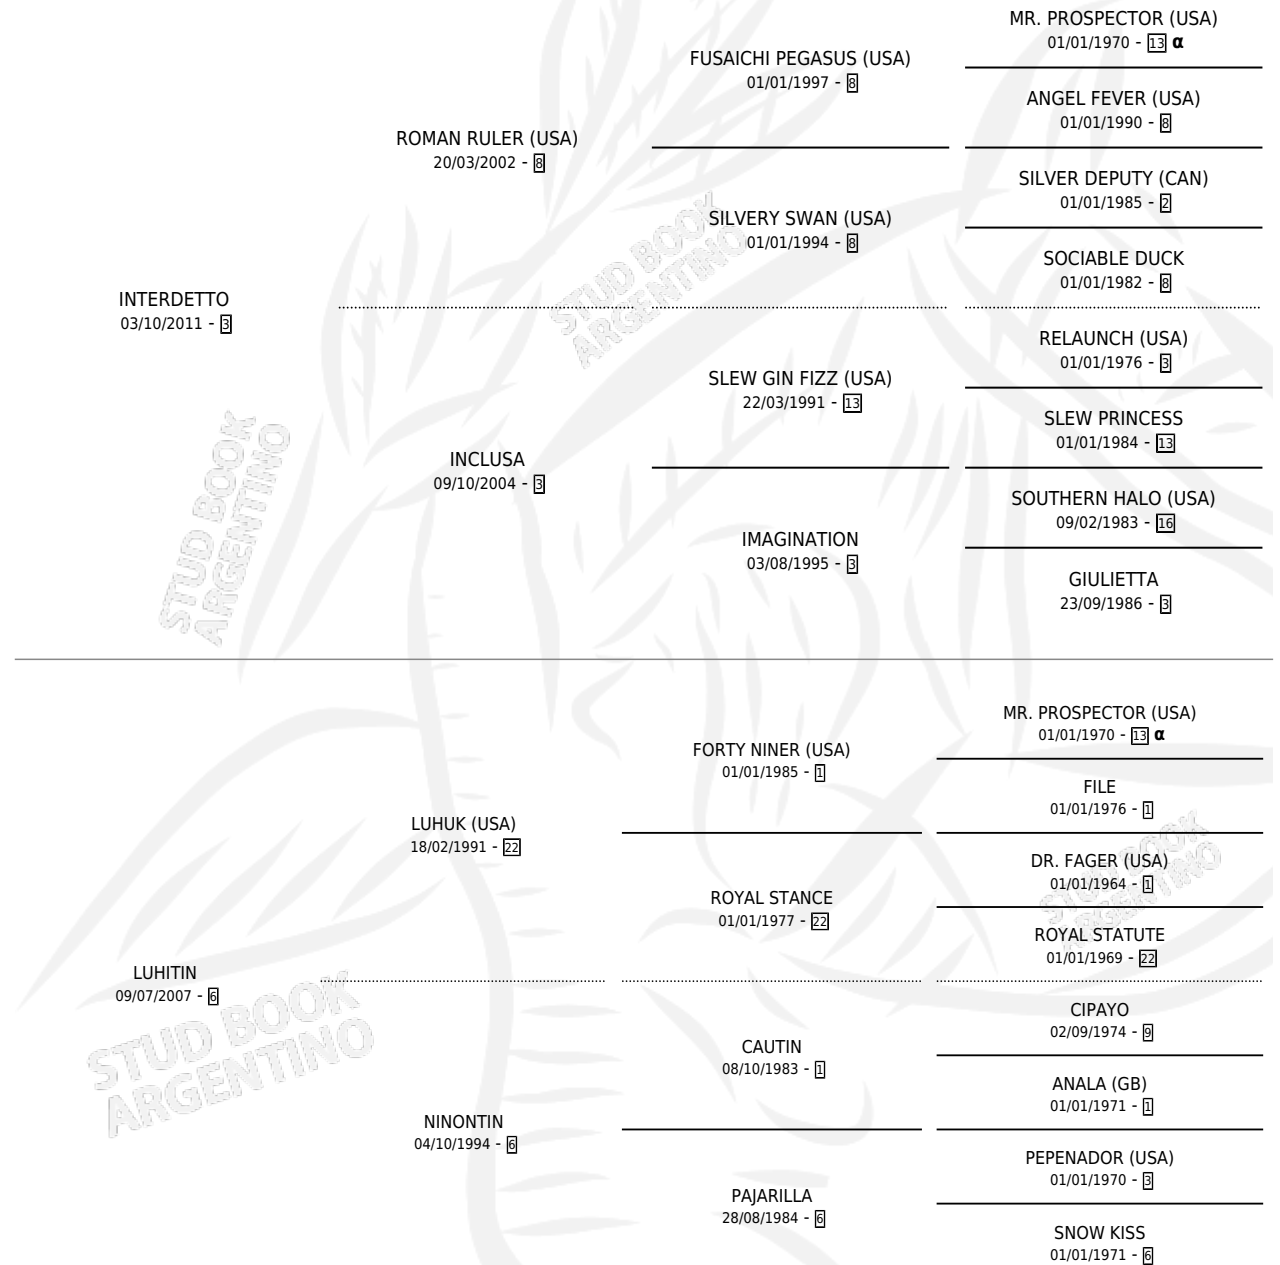 MR. PROSPECTOR (USA)
01/01/1970 - 13 α
FUSAICHI PEGASUS (USA)
01/01/1997 - 8
ANGEL FEVER (USA)
01/01/1990 - 8
ROMAN RULER (USA)
20/03/2002 - 8
SILVER DEPUTY (CAN)
01/01/1985 - 2
SILVERY SWAN (USA)
01/01/1994 - 8
SOCIABLE DUCK
01/01/1982 - 8
STUD BOOK
ARGENTINO
INTERDETTO
03/10/2011 - 3
RELAUNCH (USA)
01/01/1976 - 3
SLEW GIN FIZZ (USA)
22/03/1991 - 13
SLEW PRINCESS
01/01/1984 - 13
INCLUSA
09/10/2004 - 3
SOUTHERN HALO (USA)
09/02/1983 - 16
IMAGINATION
03/08/1995 - 3
GIULIETTA
23/09/1986 - 3
STUD BOOK
ARGENTINO
MR. PROSPECTOR (USA)
01/01/1970 - 13 α
FORTY NINER (USA)
01/01/1985 - 1
FILE
01/01/1976 - 1
LUHUK (USA)
18/02/1991 - 22
DR. FAGER (USA)
01/01/1964 - 1
ROYAL STANCE
01/01/1977 - 22
ROYAL STATUTE
01/01/1969 - 22
STUD BOOK
ARGENTINO
LUHITIN
09/07/2007 - 6
CIPAYO
02/09/1974 - 9
CAUTIN
08/10/1983 - 1
ANALA (GB)
01/01/1971 - 1
STUD BOOK
ARGENTINO
NINONTIN
04/10/1994 - 6
PEPENADOR (USA)
01/01/1970 - 3
PAJARILLA
28/08/1984 - 6
SNOW KISS
01/01/1971 - 6